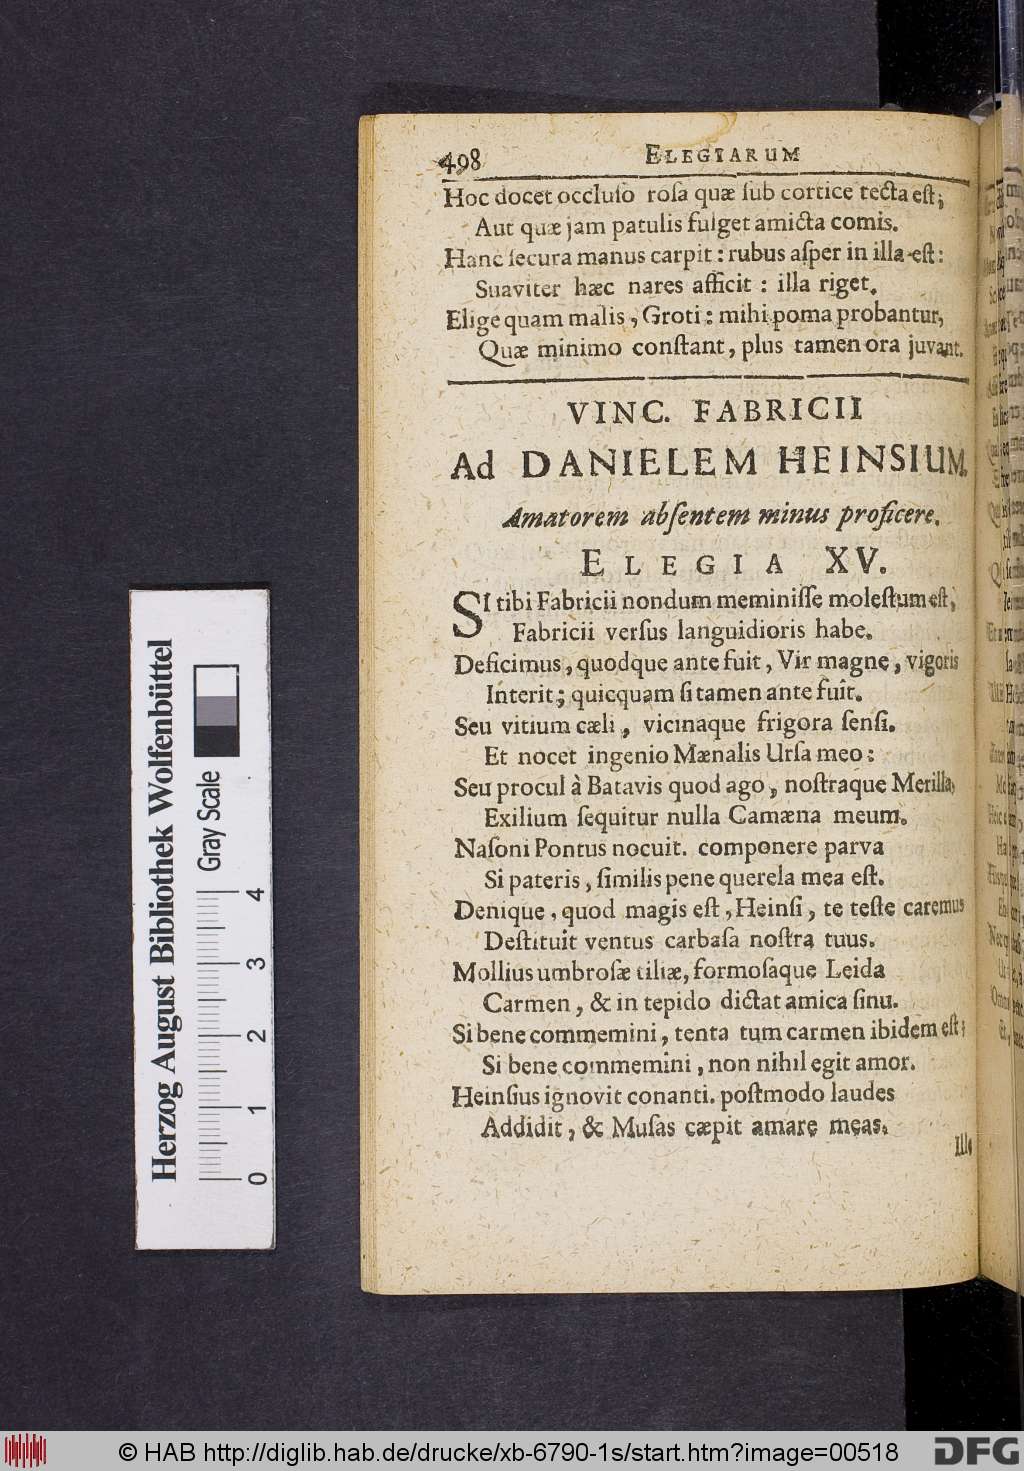 498 ELEGIARUM
Hoc docet occluso rosa quæ sub cortice tecta est;
Aut quæ jam patulis fulget amicta comis.
Hanc secura manus carpit: rubus asper in illa est:
Suaviter hæc nares afficit: illa riget.
Elige quam malis, Groti: mihi poma probantur,
Quæ minimo constant, plus tamen ora juvant.
VINC. FABRICII
Ad DANIELEM HEINSIUM.
Amatorem absentem minus proficere.
ELEGIA XV.
SI tibi Fabricii nondum meminisse molestum est,
Fabricii versus languidioris habe.
Deficimus, quodque ante fuit, Vir magne, vigoris
Interit; quicquam si tamen ante fuit.
Seu vitium cæli, vicinaque frigora sensi.
Et nocet ingenio Mænalis Ursa meo:
Seu procul à Batavis quod ago, nostraque Merilla,
Exilium sequitur nulla Camæna meum.
Nasoni Pontus nocuit. componere parva
Si pateris, similis pene querela mea est.
Denique, quod magis est, Heinsi, te teste caremus
Destituit ventus carbasa nostra tuus.
Mollius umbrosæ tiliæ, formosaque Leida
Carmen, & in tepido dictat amica sinu.
Si bene commemini, tenta tum carmen ibidem est;
Si bene commemini, non nihil egit amor.
Heinsius ignovit conanti. postmodo laudes
Addidit, & Musas cæpit amare meas.
Ille
Herzog August Bibliothek Wolfenbüttel
Gray Scale
0 1 2 3 4
© HAB http://diglib.hab.de/drucke/xb-6790-1s/start.htm?image=00518
DFG